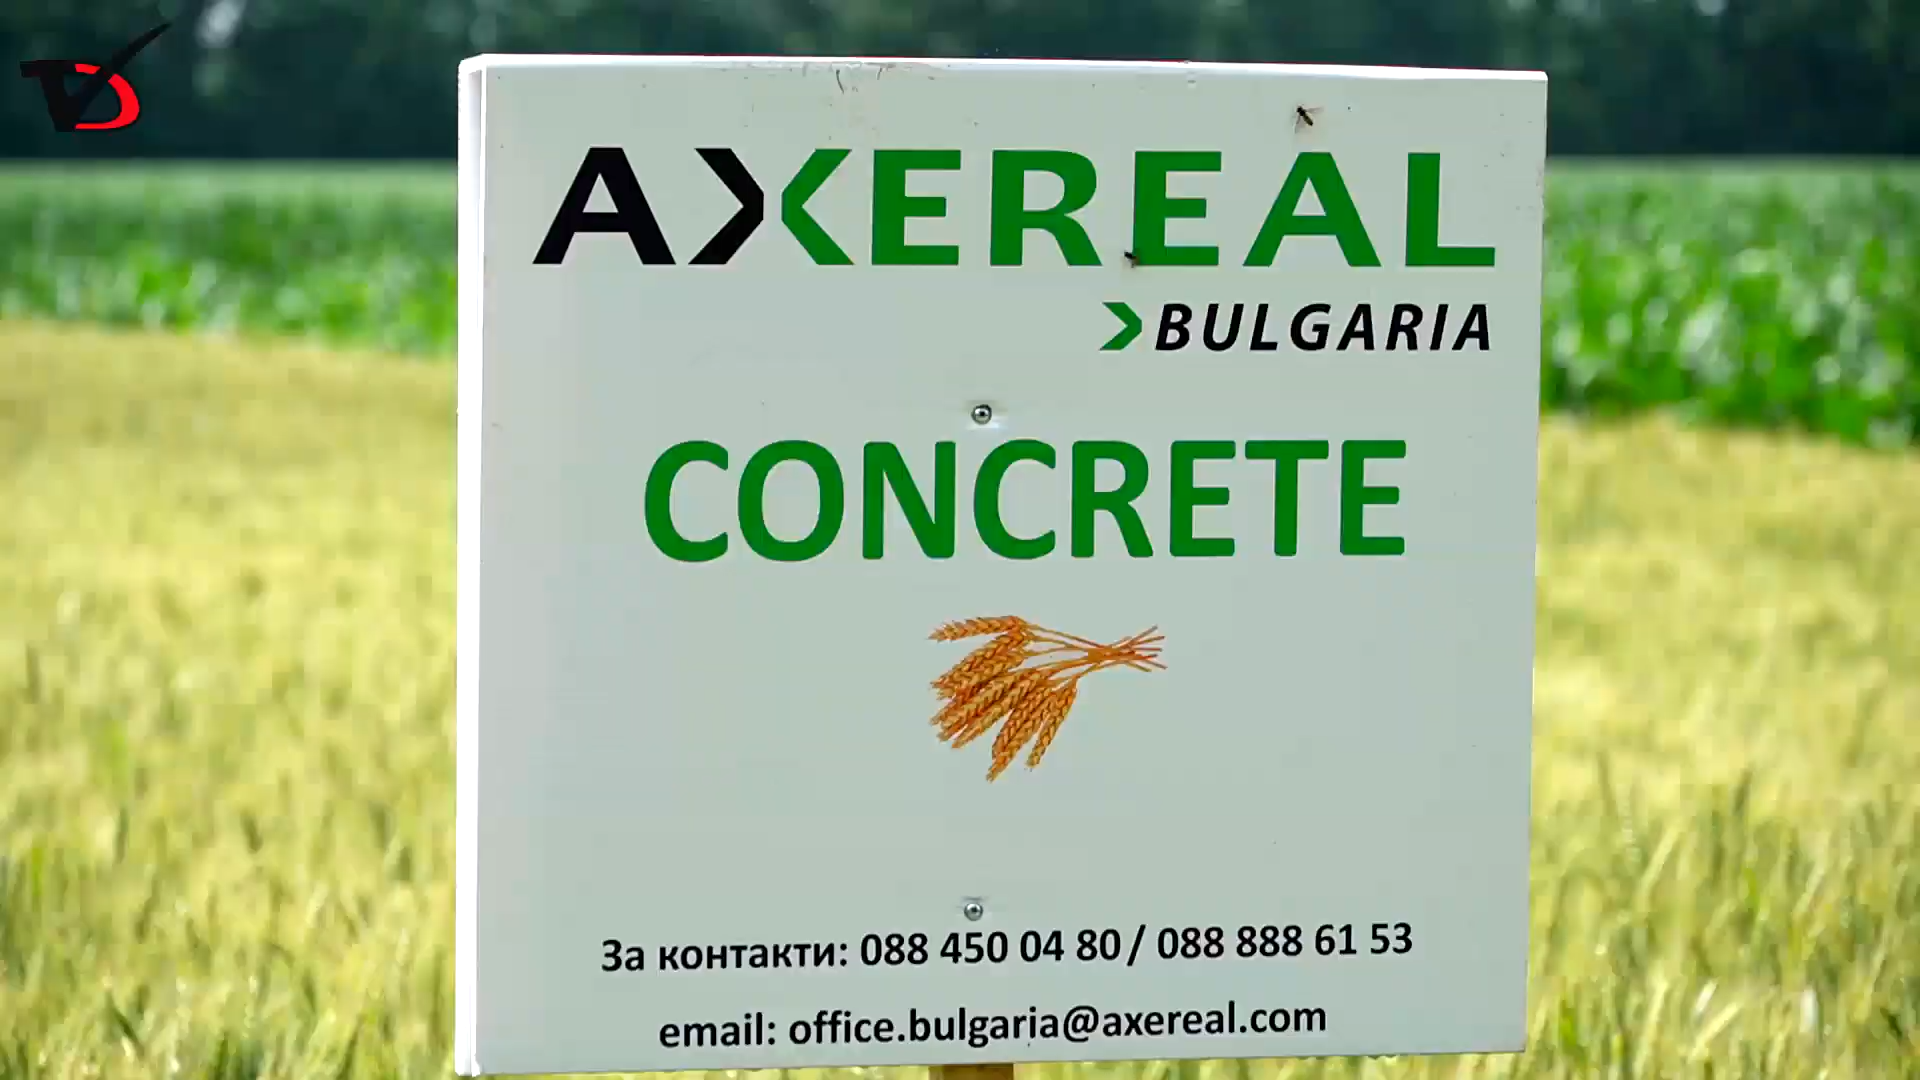 AXEREAL
BULGARIA
CONCRETE
За контакти: 088 450 04 80 / 088 888 61 53
email: office.bulgaria@axereal.com